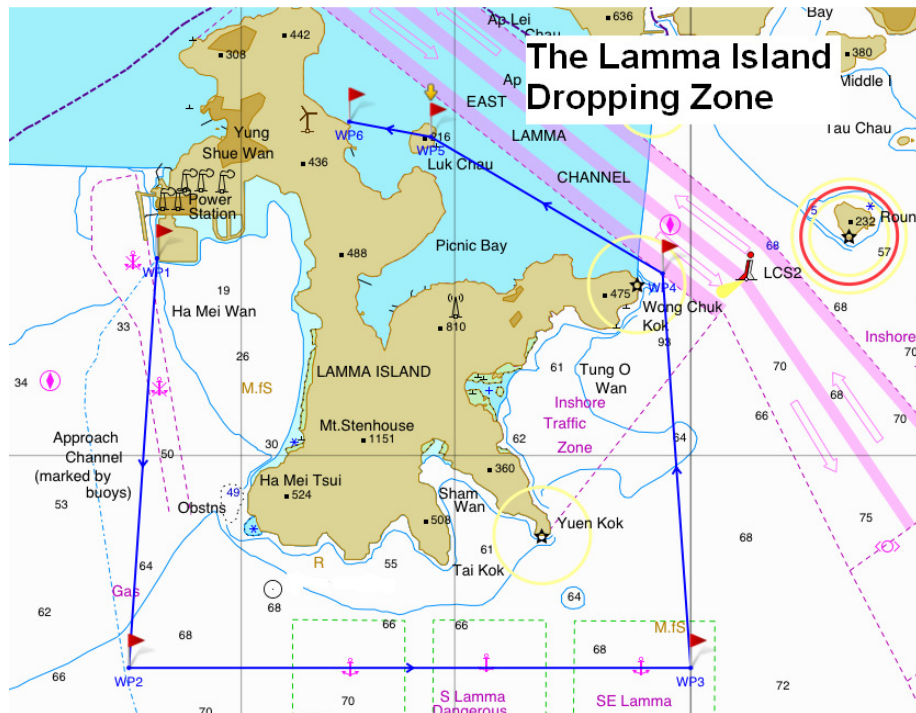 Ap Lei
Chau
636
Bay
The Lamma Island
Dropping Zone
380
Middle I
442
308
Ap
EAST
Tau Chau
WP6
216
WP5
LAMMA
Yung
Shue Wan
436
Luk Chau
CHANNEL
Power
Station
5
232
Roun
57
488
Picnic Bay
68
WP1
WP4
LCS2
19
475
Ha Mei Wan
Wong Chuk
Kok
68
33
810
93
Inshore
70
26
61
Tung O
Wan
70
34
LAMMA ISLAND
M.fS
Inshore
Traffic
Zone
68
70
66
Mt.Stenhouse
1151
30
62
64
Approach
Channel
(marked by
buoys)
50
360
Ha Mei Tsui
49
524
Sham
Wan
53
Obstns
508
Yuen Kok
75
68
61
R
55
Tai Kok
64
Gas
68
64
62
66
66
M.fS
68
68
66
WP2
WP3
72
70
70
S Lamma
Dangerous
SE Lamma
70